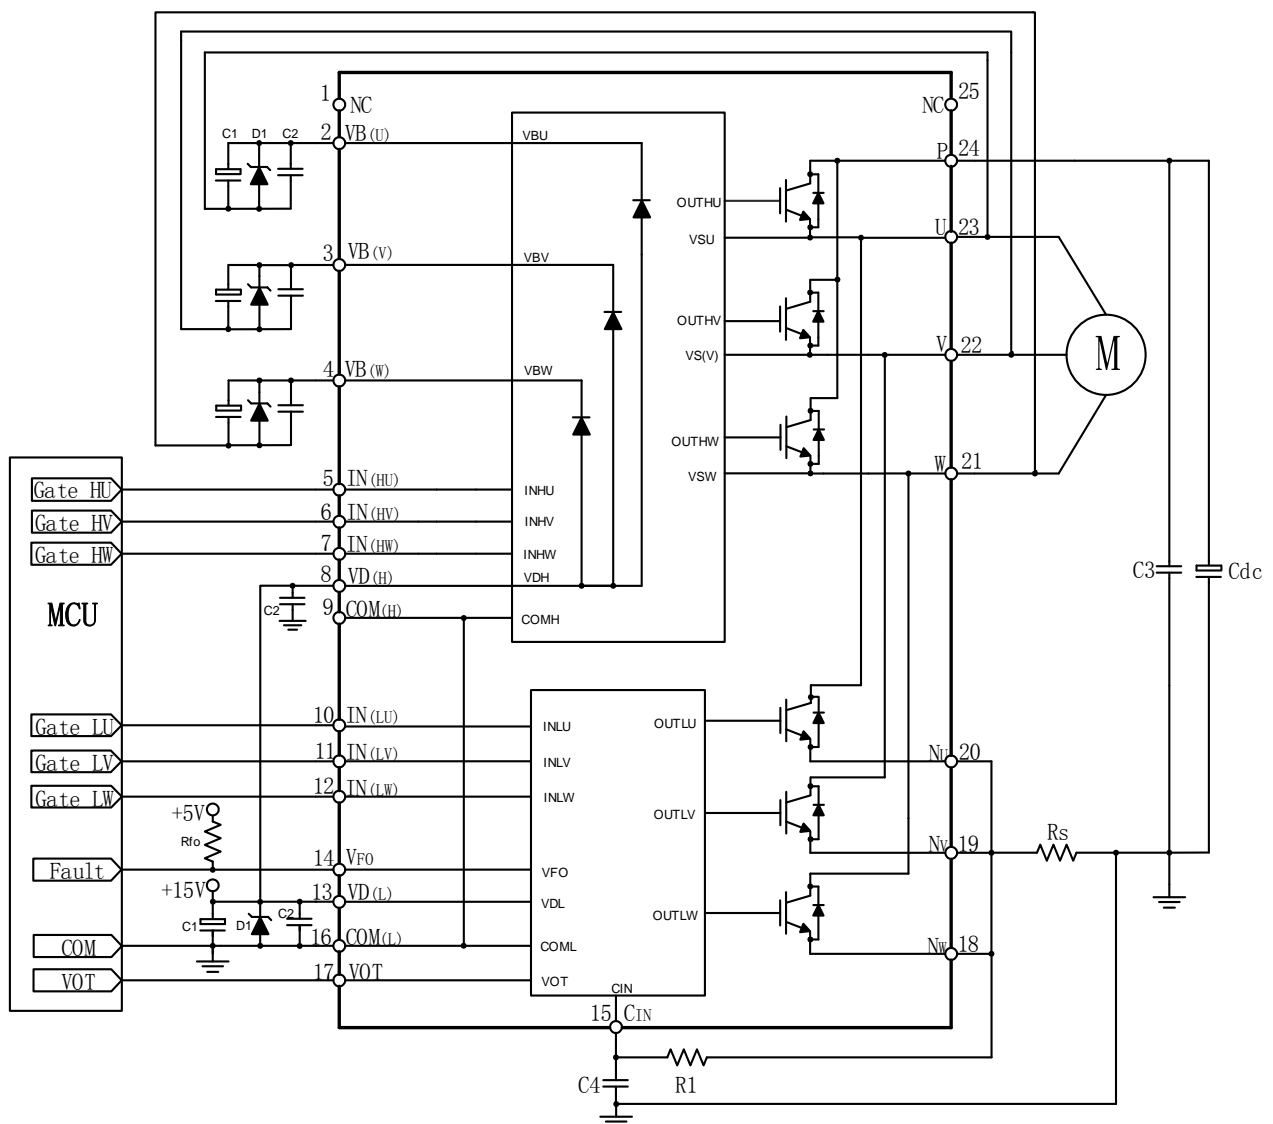 1 NC
NC 25
C1 D1 C2 2 VB(U) VBU
P 24
OUTHU
U 23
VSU
3 VB(V) VBV
OUTHV
V 22
VS(V)
M
4 VB(W) VBW
OUTHW
W 21
VSW
Gate HU 5 IN(HU) INHU
Gate HV 6 IN(HV) INHV
Gate HW 7 IN(HW) INHW
8 VD(H) VDH
C2
9 COM(H) COMH
C3 Cdc
MCU
Gate LU 10 IN(LU) INLU OUTLU
Gate LV 11 IN(LV) INLV
NU 20
Gate LW 12 IN(LW) INLW
+5V
Rfo
OUTLV
NV 19 Rs
Fault 14 VFO VFO
+15V
13 VD(L) VDL
C1 D1 C2
OUTLW
COM 16 COM(L) COML
NW 18
VOT 17 VOT VOT
CIN
15 CIN
C4 R1